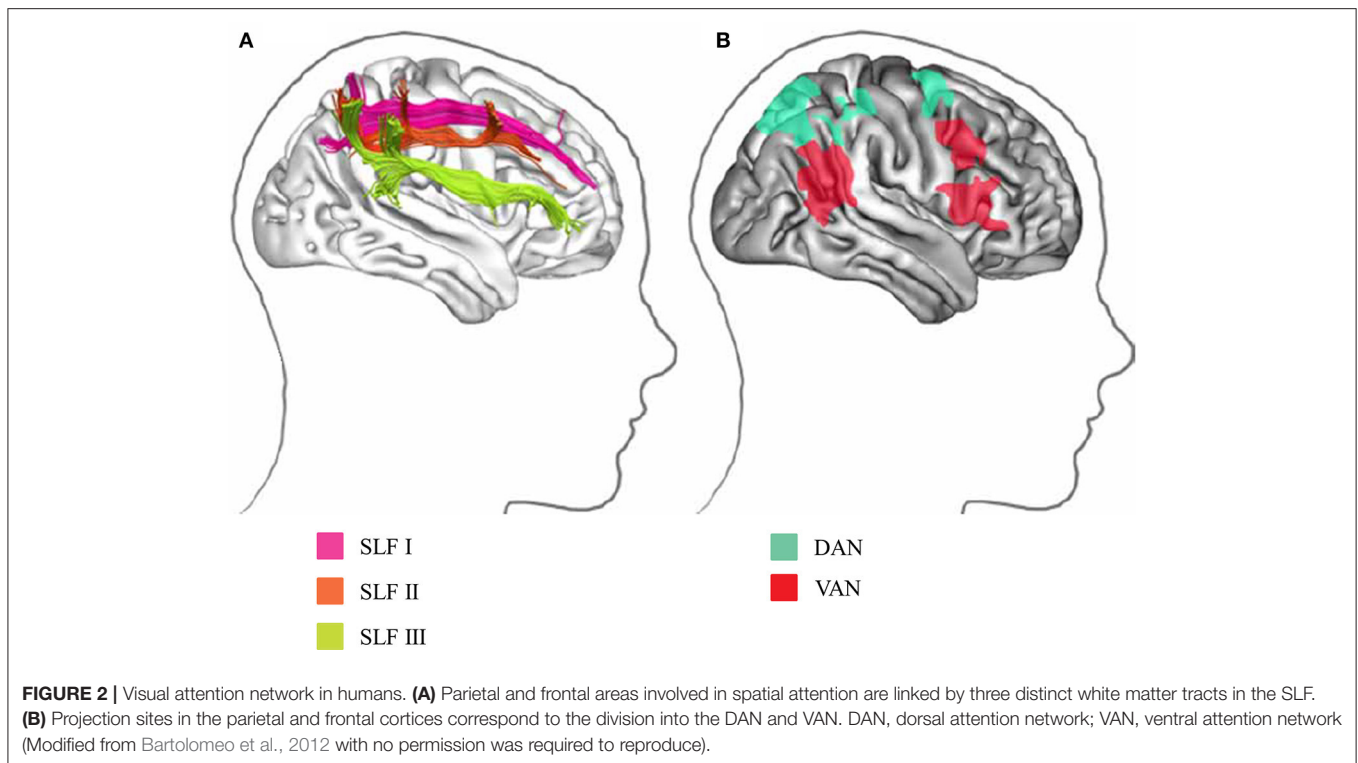 A
B
SLF I
SLF II
SLF III
DAN
VAN
FIGURE 2 | Visual attention network in humans. (A) Parietal and frontal areas involved in spatial attention are linked by three distinct white matter tracts in the SLF.
(B) Projection sites in the parietal and frontal cortices correspond to the division into the DAN and VAN. DAN, dorsal attention network; VAN, ventral attention network
(Modified from Bartolomeo et al., 2012 with no permission was required to reproduce).